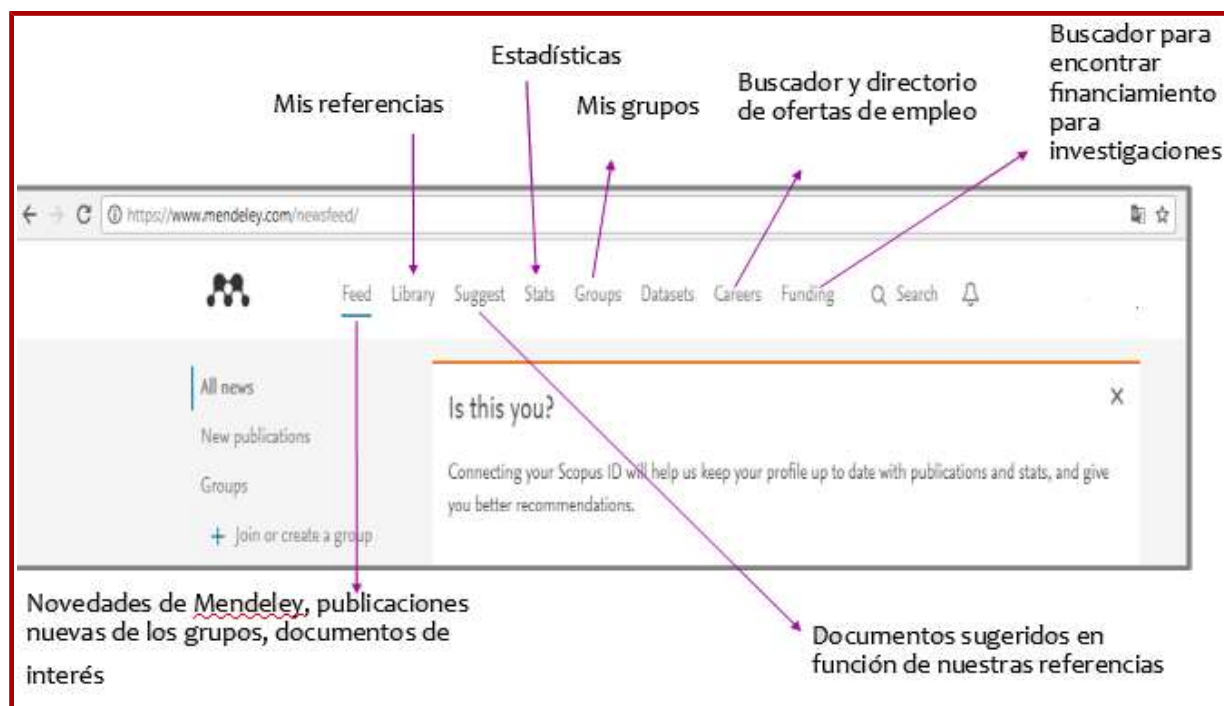 Buscador para
encontrar
financiamiento
para
investigaciones
Estadísticas
Buscador y directorio
de ofertas de empleo
Mis referencias
Mis grupos
https://www.mendeley.com/newsfeed/
Feed Library Suggest Stats Groups Datasets Careers Funding Search
All news
Is this you?
X
New publications
Connecting your Scopus ID will help us keep your profile up to date with publications and stats, and give
you better recommendations.
Groups
+ Join or create a group
Novedades de Mendeley, publicaciones
nuevas de los grupos, documentos de
interés
Documentos sugeridos en
función de nuestras referencias